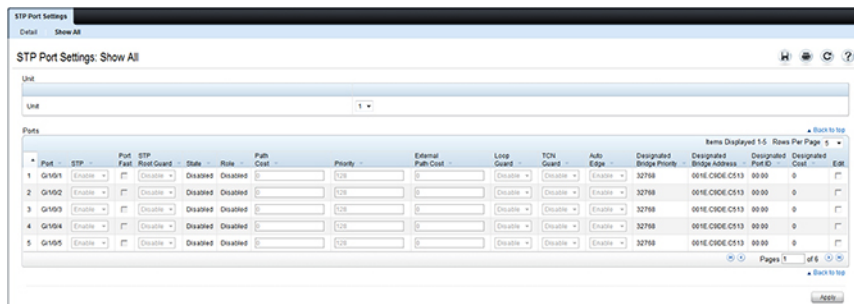 STP Port Settings
Detail Show All
STP Port Settings: Show All
Unit
Unit 1
Ports
Back to top
Items Displayed 1-5 Rows Per Page 5
Port STP Port Fast STP Root Guard State Role Path Cost Priority External Path Cost Loop Guard TCN Guard Auto Edge Designated Bridge Priority Designated Bridge Address Designated Port ID Designated Cost Edit
1 Gi1/0/1 Enable Disable Disabled Disabled 0 128 0 Disable Disable Enable 32768 001E.C9DE.C513 00:00 0
2 Gi1/0/2 Enable Disable Disabled Disabled 0 128 0 Disable Disable Enable 32768 001E.C9DE.C513 00:00 0
3 Gi1/0/3 Enable Disable Disabled Disabled 0 128 0 Disable Disable Enable 32768 001E.C9DE.C513 00:00 0
4 Gi1/0/4 Enable Disable Disabled Disabled 0 128 0 Disable Disable Enable 32768 001E.C9DE.C513 00:00 0
5 Gi1/0/5 Enable Disable Disabled Disabled 0 128 0 Disable Disable Enable 32768 001E.C9DE.C513 00:00 0
Pages 1 of 6
Back to top
Apply